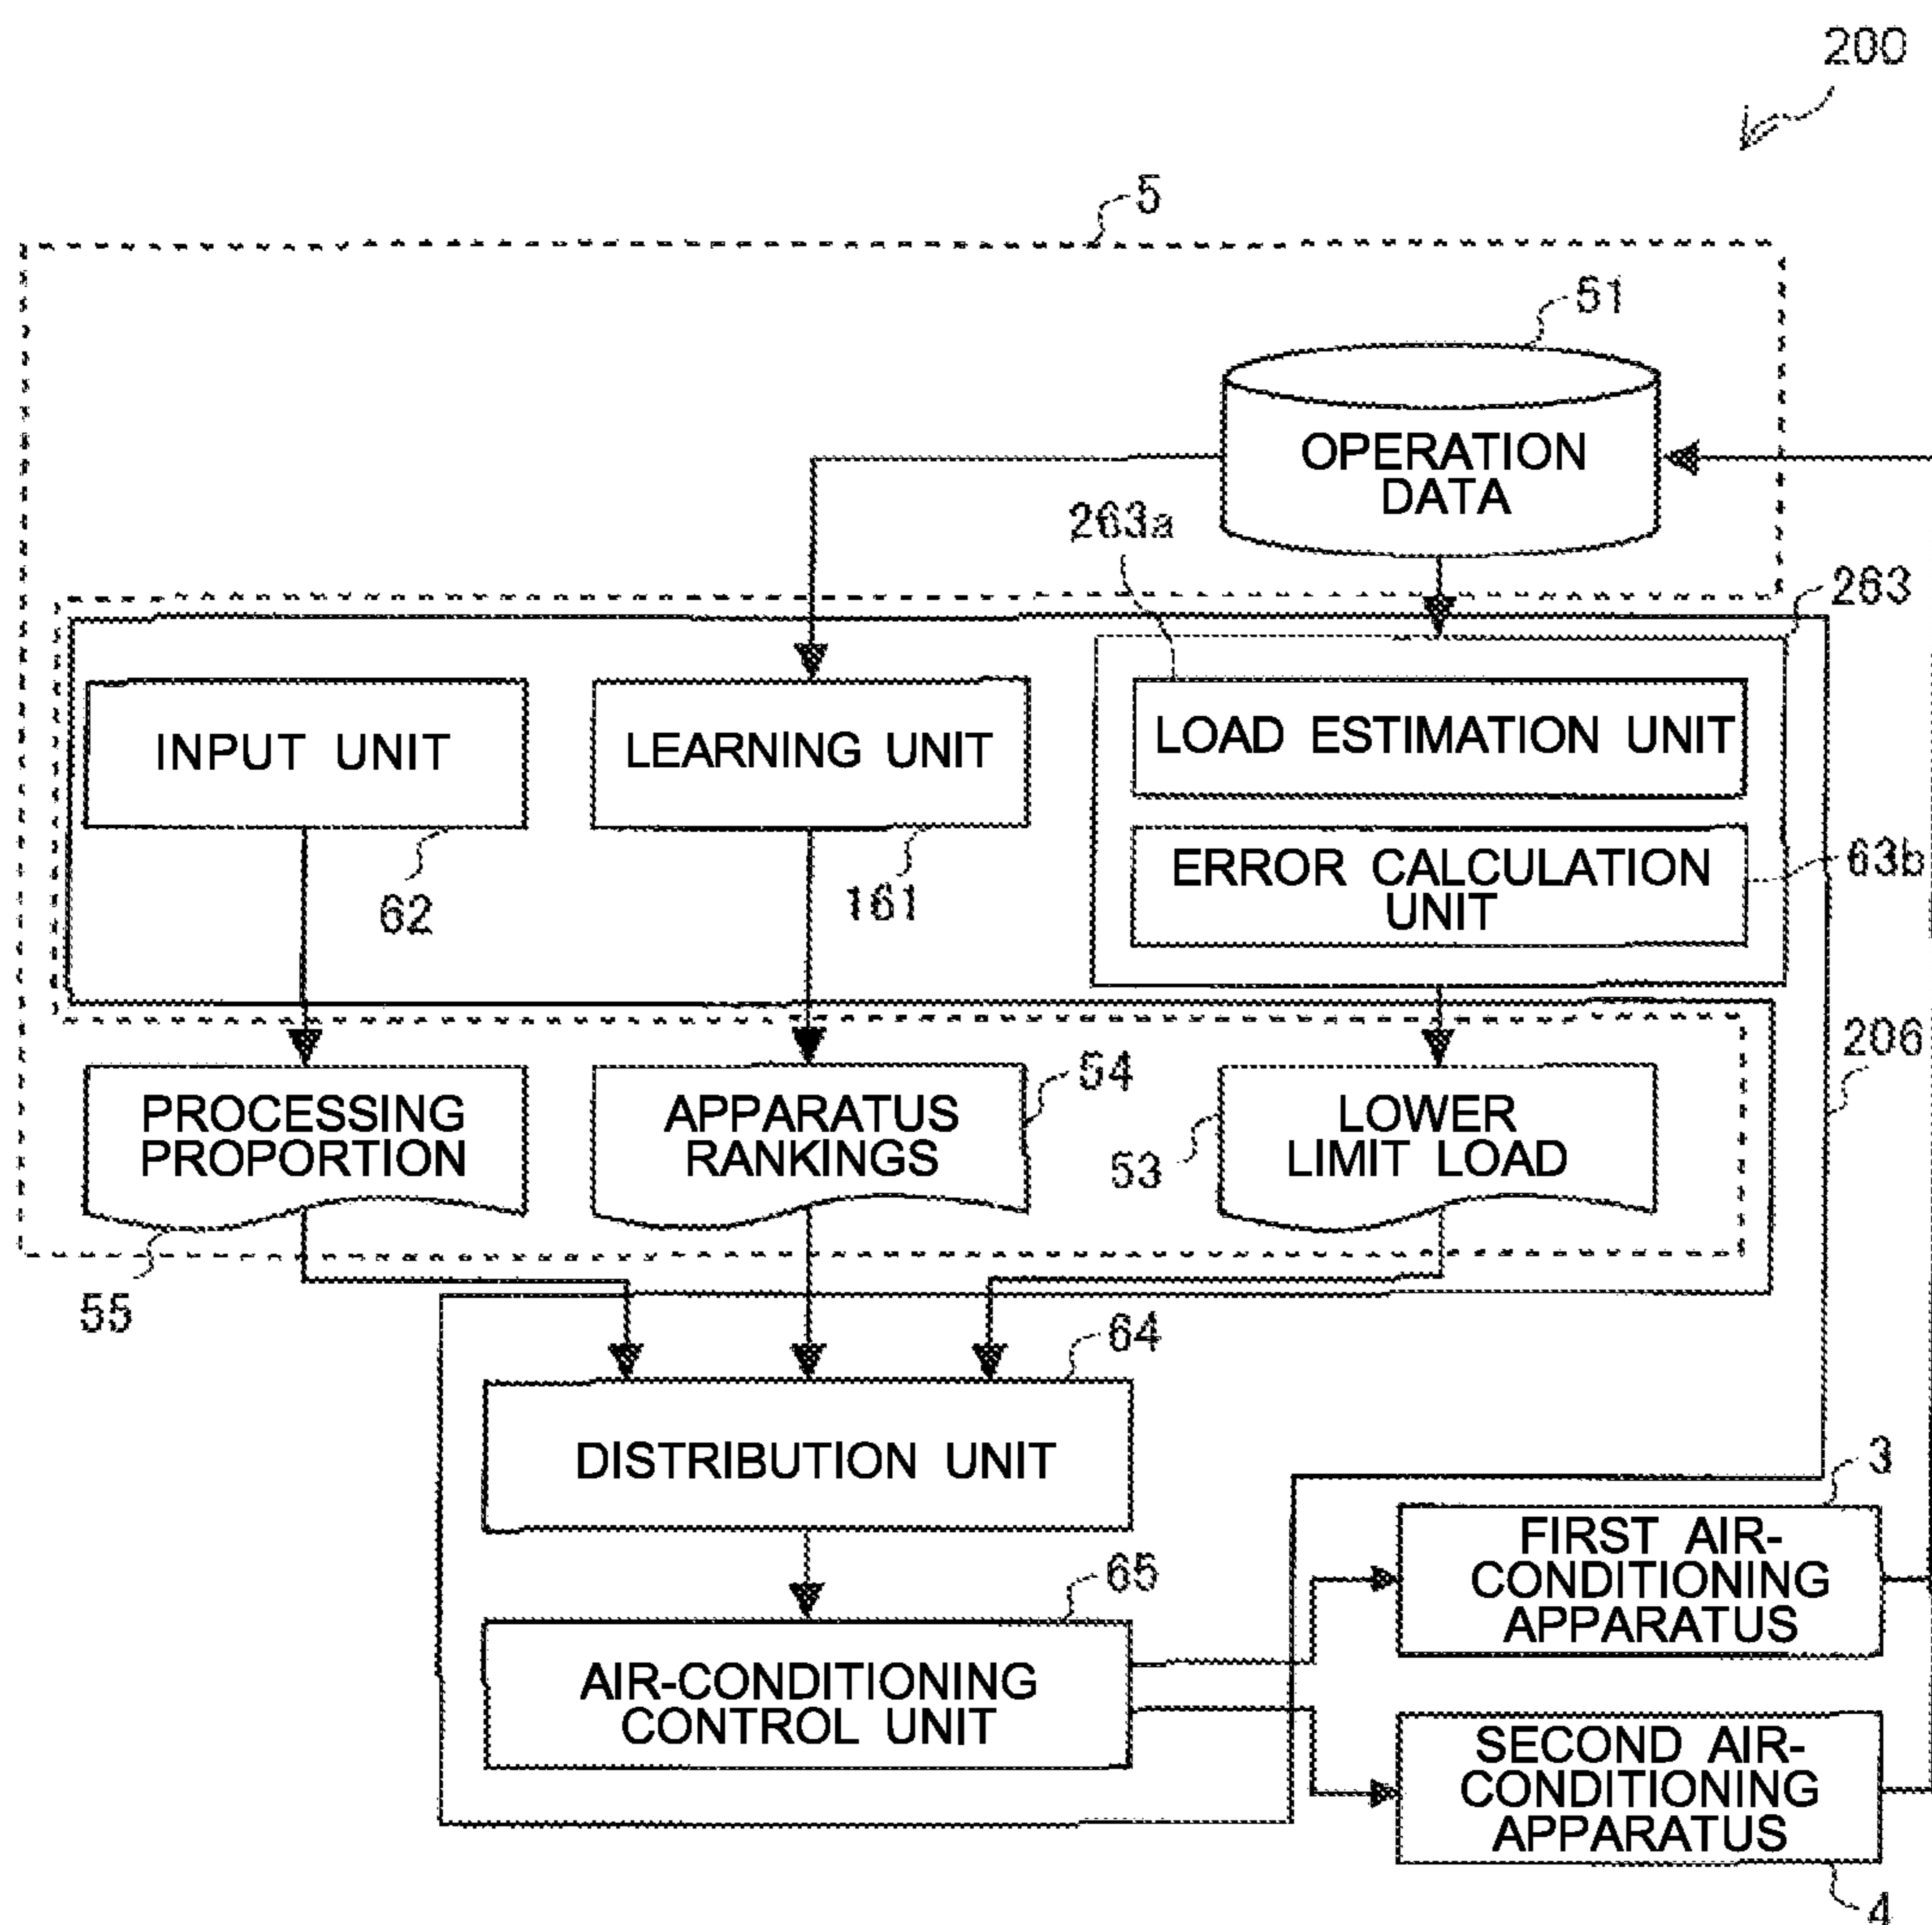 200
5
51
OPERATION
DATA
263a
263
INPUT UNIT
LEARNING UNIT
LOAD ESTIMATION UNIT
ERROR CALCULATION
UNIT
63b
62
161
206
PROCESSING
PROPORTION
APPARATUS
RANKINGS
54
53
LOWER
LIMIT LOAD
55
64
DISTRIBUTION UNIT
3
FIRST AIR-
CONDITIONING
APPARATUS
65
AIR-CONDITIONING
CONTROL UNIT
SECOND AIR-
CONDITIONING
APPARATUS
4